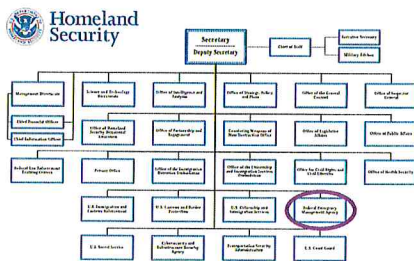 Homeland
Security
Secretary
Deputy Secretary
Chief of Staff
Executive Secretary
Military Advisor
Management Directorate
Science and Technology
Directorate
Office of Intelligence and
Analysis
Office of Strategy, Policy,
and Plans
Office of the General
Counsel
Office of Inspector
General
Chief Financial Officer
Chief Information Officer
Office of Homeland
Security Situational
Awareness
Office of Partnership and
Engagement
Countering Weapons of
Mass Destruction Office
Office of Legislative
Affairs
Office of Public Affairs
Federal Law Enforcement
Training Centers
Privacy Office
Office of the Immigration
Detention Ombudsman
Office of the Citizenship
and Immigration Services
Ombudsman
Office for Civil Rights and
Civil Liberties
Office of Health Security
U.S. Immigration and
Customs Enforcement
U.S. Customs and Border
Protection
U.S. Citizenship and
Immigration Services
Federal Emergency
Management Agency
U.S. Secret Service
Cybersecurity and
Infrastructure Security
Agency
Transportation Security
Administration
U.S. Coast Guard